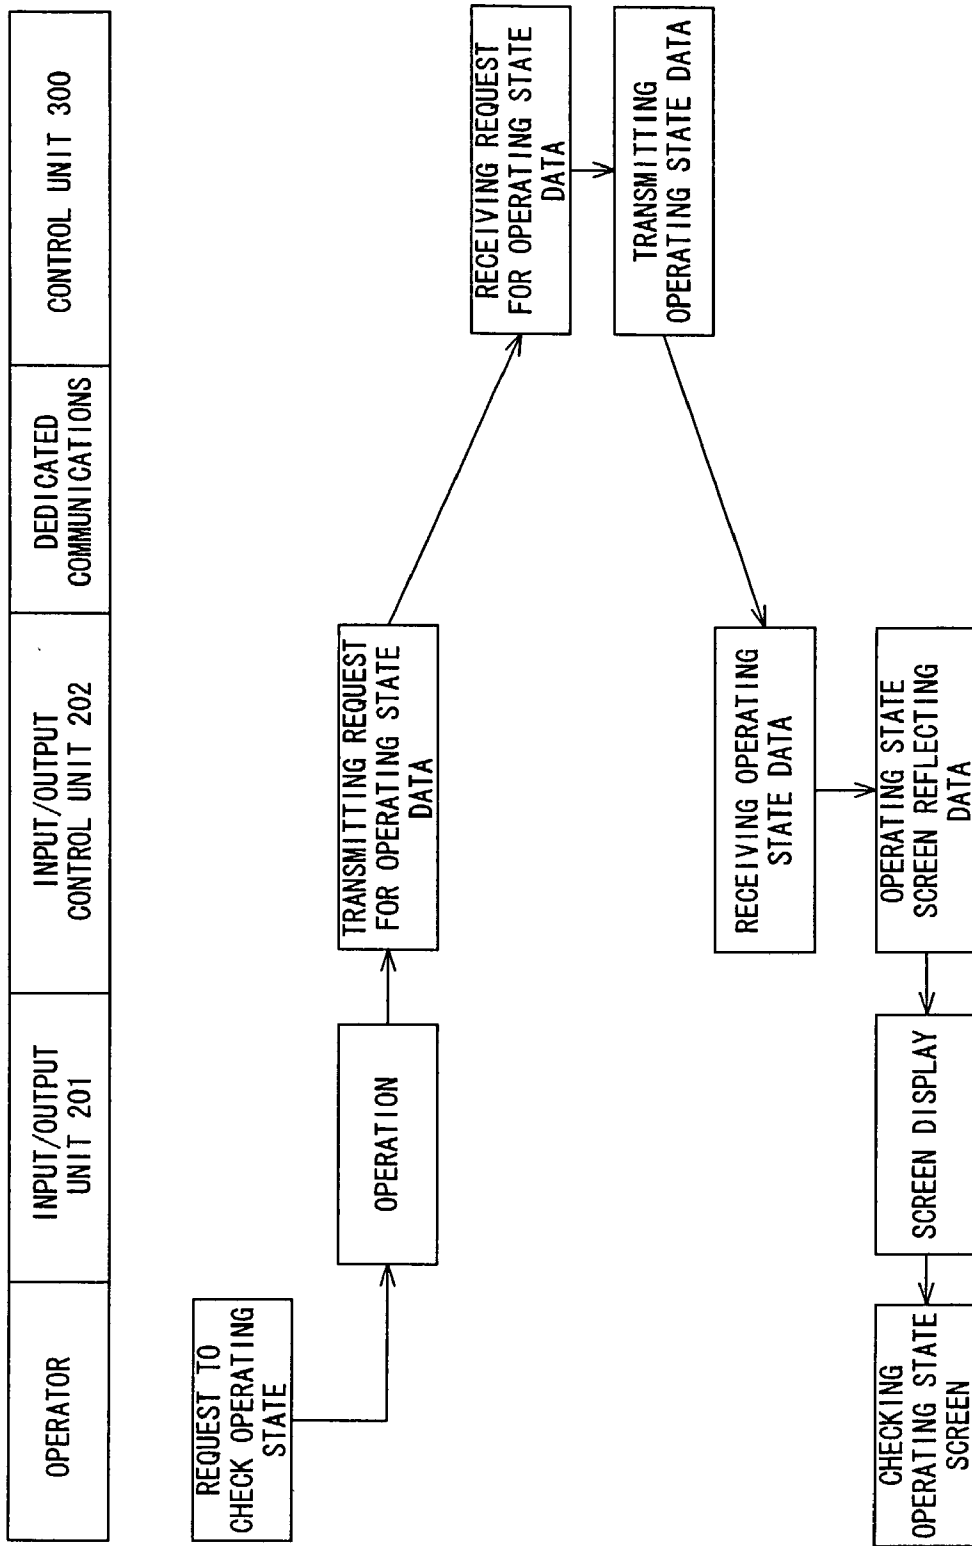 OPERATOR
INPUT/OUTPUT
UNIT 201
INPUT/OUTPUT
CONTROL UNIT 202
DEDICATED
COMMUNICATIONS
CONTROL UNIT 300
REQUEST TO
CHECK OPERATING
STATE
OPERATION
TRANSMITTING REQUEST
FOR OPERATING STATE
DATA
RECEIVING REQUEST
FOR OPERATING STATE
DATA
TRANSMITTING
OPERATING STATE DATA
RECEIVING OPERATING
STATE DATA
OPERATING STATE
SCREEN REFLECTING
DATA
SCREEN DISPLAY
CHECKING
OPERATING STATE
SCREEN